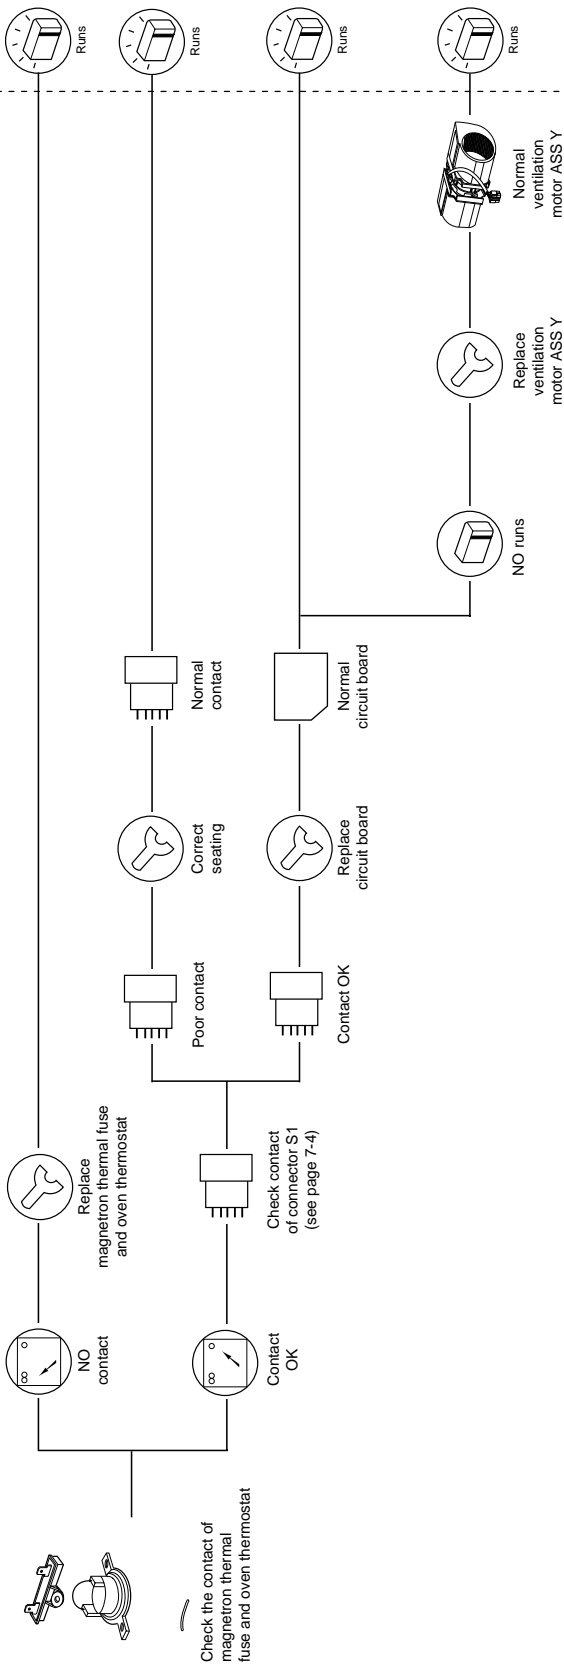 Check the contact of
magnetron thermal
fuse and oven thermostat
NO
contact
Replace
magnetron thermal fuse
and oven thermostat
Runs
Contact
OK
Check contact
of connector S1
(see page 7-4)
Poor contact
Correct
seating
Normal
contact
Runs
Contact OK
Replace
circuit board
Normal
circuit board
Runs
NO runs
Replace
ventilation
motor ASS Y
Normal
ventilation
motor ASS Y
Runs